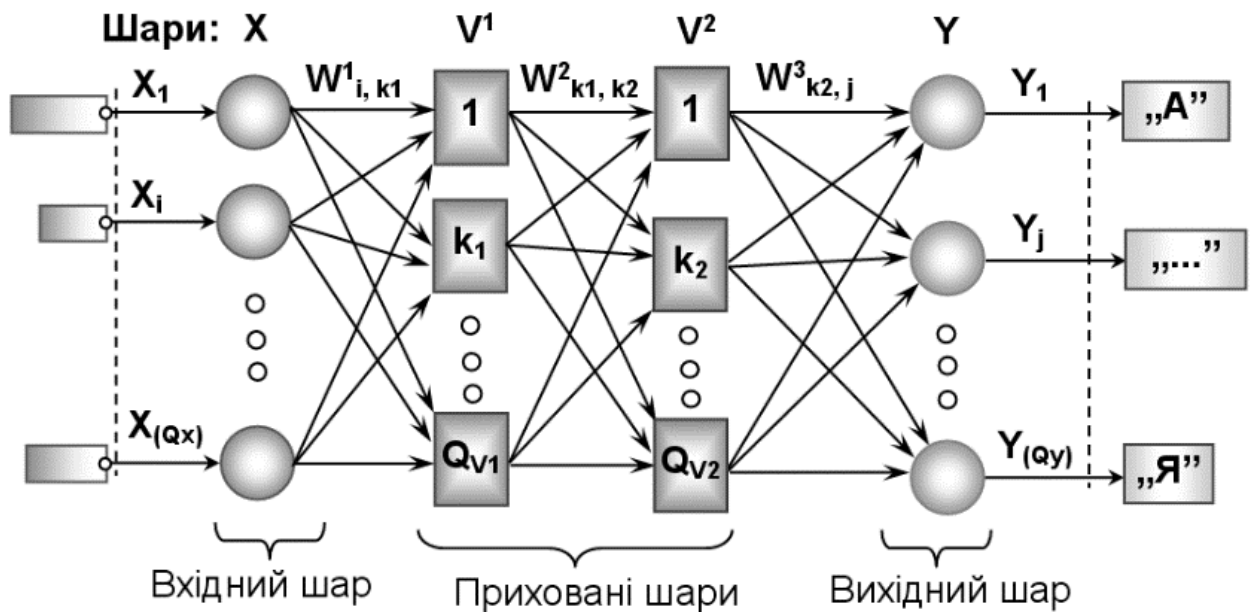 Шари: X V¹ V² Y
X₁ W¹ᵢ, ₖ₁ W²ₖ₁, ₖ₂ W³ₖ₂, ⱼ Y₁
1 1 „А”
Xᵢ Yⱼ
k₁ k₂ „...”
X(Qx) Y(Qy)
Qᵥ₁ Qᵥ₂ „Я”
Вхідний шар Приховані шари Вихідний шар